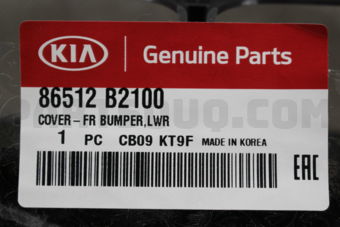 KIA Genuine Parts
86512 B2100
COVER-FR BUMPER,LWR
1 PC CB09 KT9F MADE IN KOREA
EAC